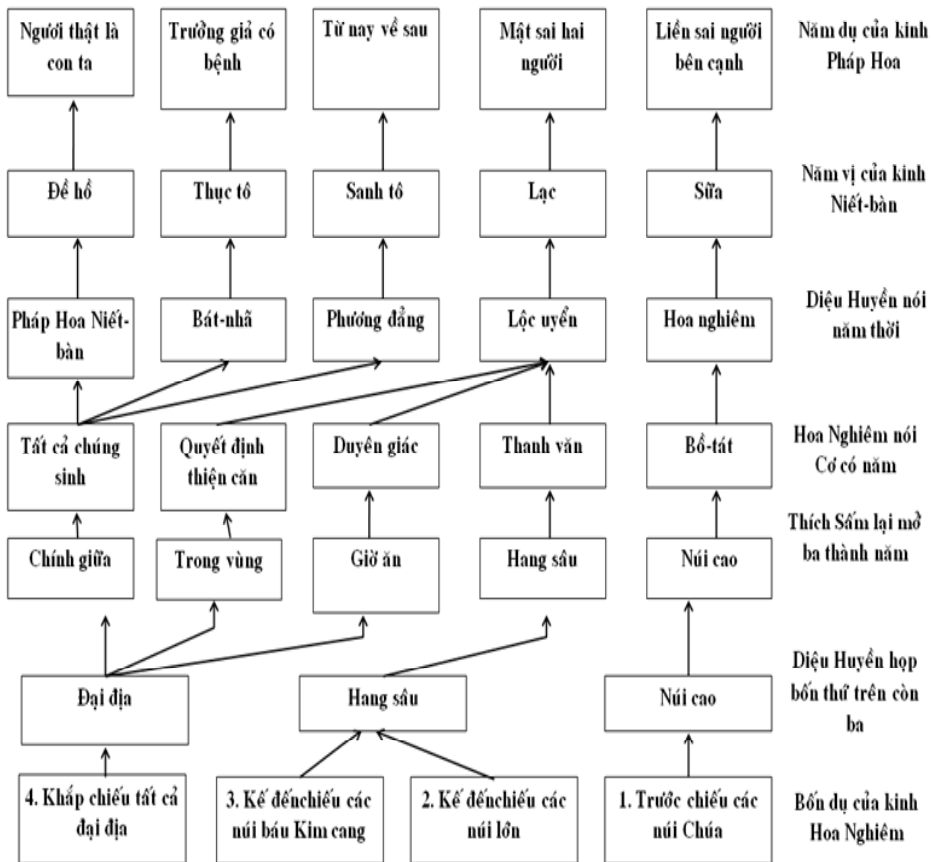 Ngưới thật là
con ta
Trưởng giả có
bệnh
Từ nay về sau
Mật sai hai
người
Liền sai người
bên cạnh
Năm dụ của kinh
Pháp Hoa
Đề hồ
Thục tô
Sanh tô
Lạc
Sữa
Năm vị của kinh
Niết-bàn
Pháp Hoa Niết-
bàn
Bát-nhã
Phương đẳng
Lộc uyển
Hoa nghiêm
Diệu Huyền nói
năm thời
Tất cả chúng
sinh
Quyết định
thiện căn
Duyên giác
Thanh văn
Bồ-tát
Hoa Nghiêm nói
Cơ có năm
Chính giữa
Trong vùng
Giờ ăn
Hang sâu
Núi cao
Thích Sấm lại mở
ba thành năm
Đại địa
Hang sâu
Núi cao
Diệu Huyền họp
bốn thứ trên còn
ba
4. Khắp chiếu tất cả
đại địa
3. Kế đếnchiếu các
núi báu Kim cang
2. Kế đếnchiếu các
núi lớn
1. Trước chiếu các
núi Chúa
Bốn dụ của kinh
Hoa Nghiêm